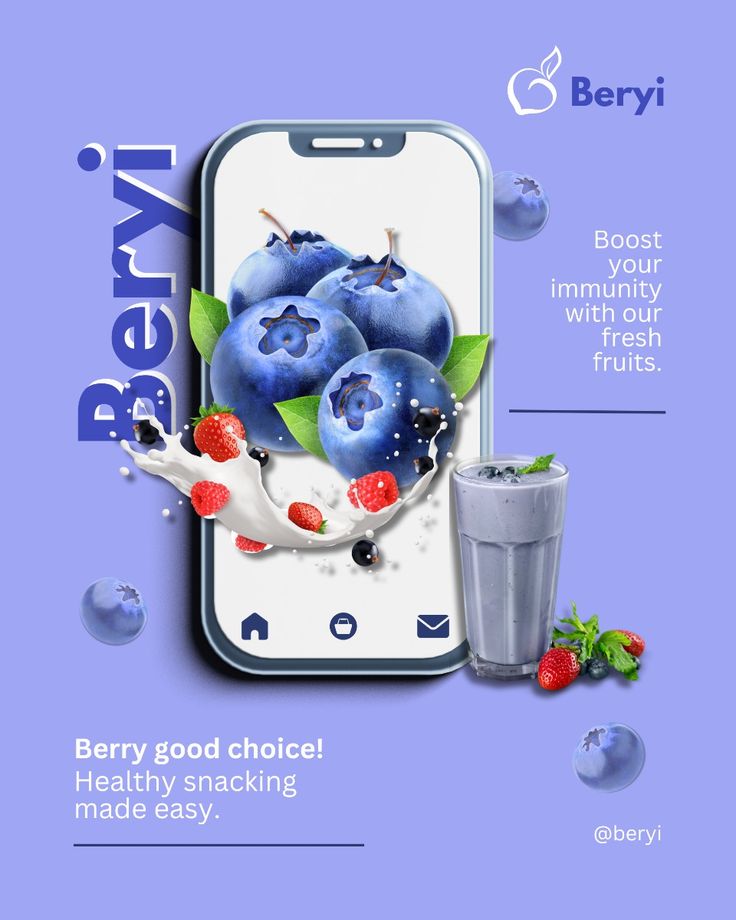 Beryi
Beryi
Boost
your
immunity
with our
fresh
fruits.
Berry good choice!
Healthy snacking
made easy.
@beryi